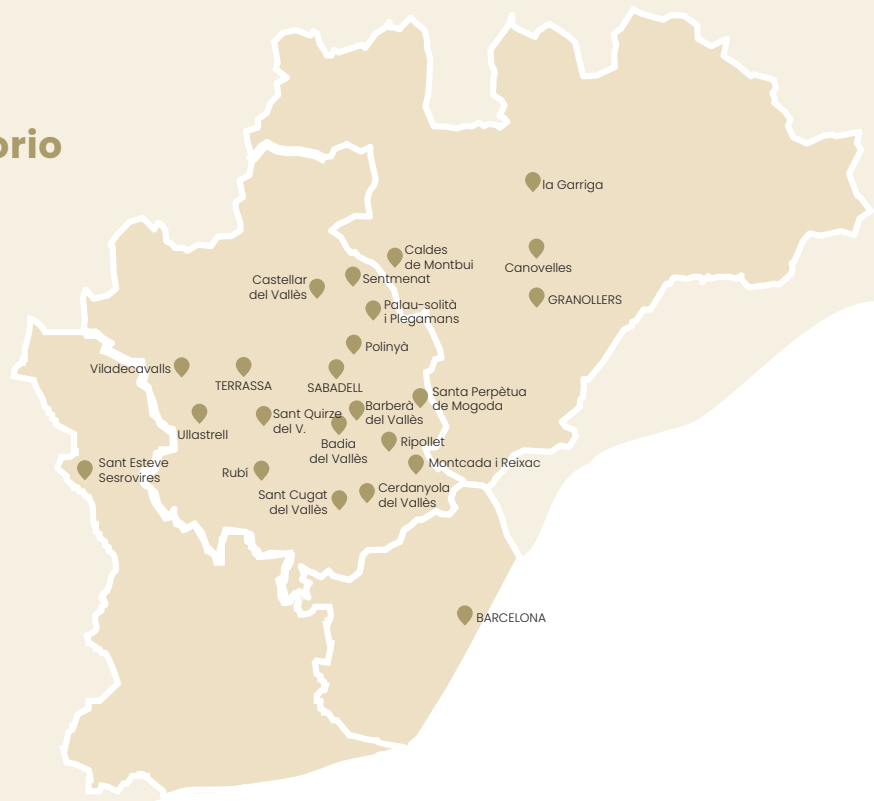 orio
la Garriga
Caldes
de Montbui
Canovelles
Sentmenat
Castellar
del Vallès
GRANOLLERS
Palau-solità
i Plegamans
Polinyà
Viladecavalls
TERRASSA
SABADELL
Santa Perpètua
de Mogoda
Barberà
del Vallès
Sant Quirze
del V.
Ullastrell
Badia
del Vallès
Ripollet
Montcada i Reixac
Sant Esteve
Sesrovires
Rubí
Sant Cugat
del Vallès
Cerdanyola
del Vallès
BARCELONA